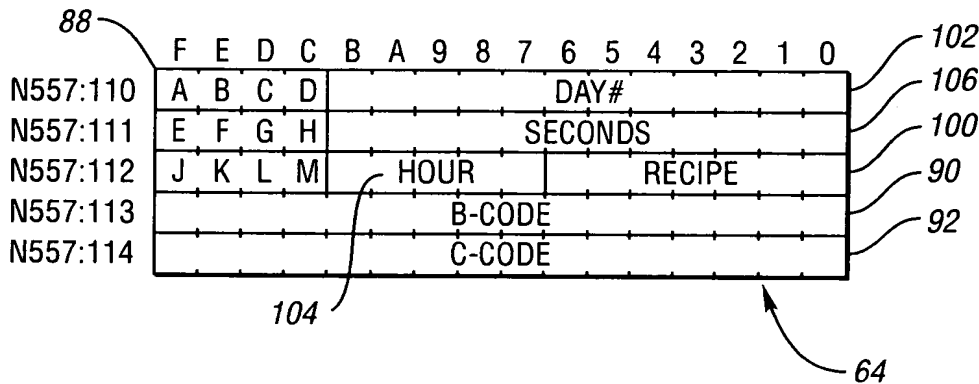 88
F E D C B A 9 8 7 6 5 4 3 2 1 0
102
N557:110 A B C D DAY#
106
N557:111 E F G H SECONDS
100
N557:112 J K L M HOUR RECIPE
90
N557:113 B-CODE
92
N557:114 C-CODE
104
64